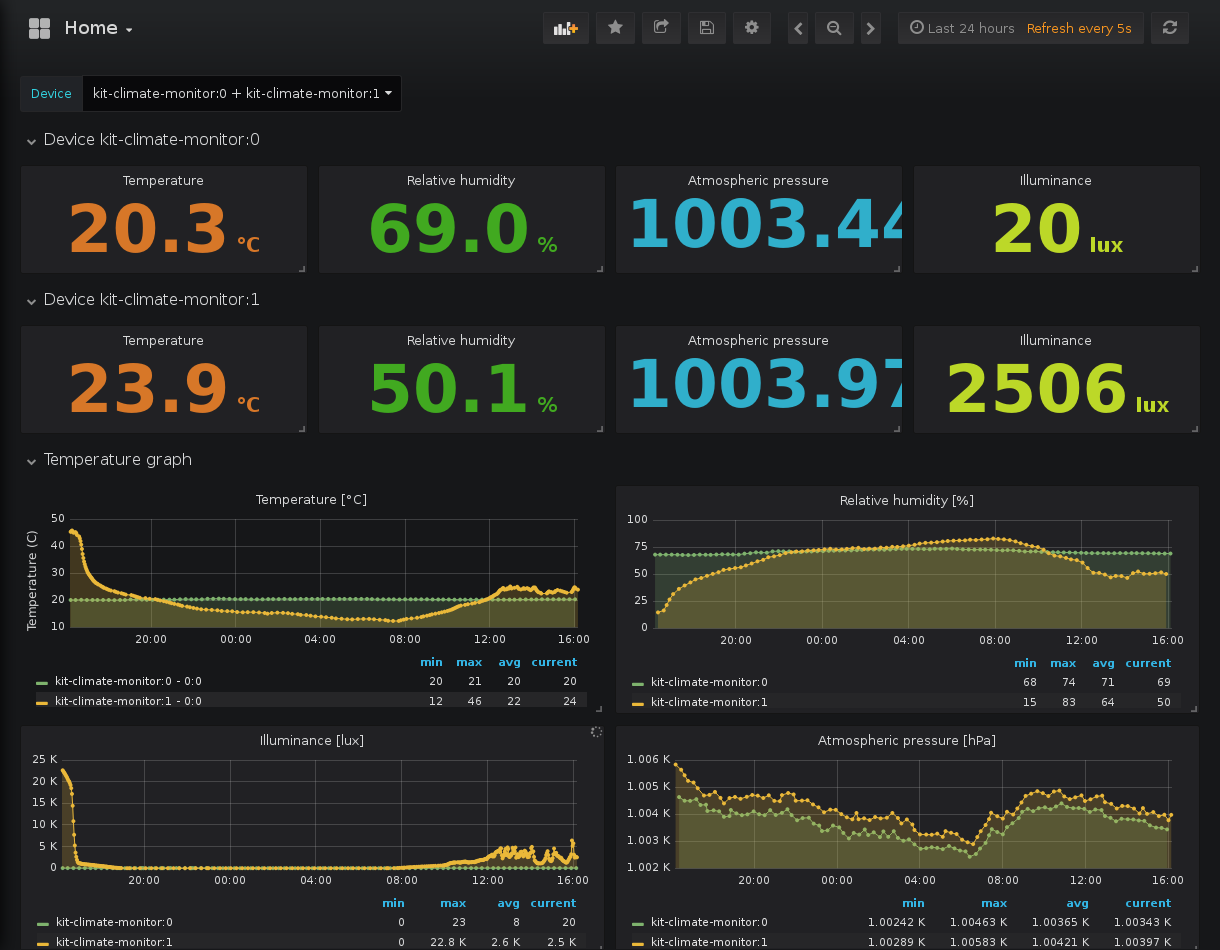 Home
Last 24 hours Refresh every 5s
Device kit-climate-monitor:0 + kit-climate-monitor:1
Device kit-climate-monitor:0
Temperature Relative humidity Atmospheric pressure Illuminance
20.3 °C 69.0 % 1003.44 20 lux
Device kit-climate-monitor:1
Temperature Relative humidity Atmospheric pressure Illuminance
23.9 °C 50.1 % 1003.97 2506 lux
Temperature graph
Temperature [°C]
Temperature (C)
50
40
30
20
10
20:00 00:00 04:00 08:00 12:00 16:00
min max avg current
kit-climate-monitor:0 - 0:0 20 21 20 20
kit-climate-monitor:1 - 0:0 12 46 22 24
Relative humidity [%]
100
75
50
25
0
20:00 00:00 04:00 08:00 12:00 16:00
min max avg current
kit-climate-monitor:0 68 74 71 69
kit-climate-monitor:1 15 83 64 50
Illuminance [lux]
25 K
20 K
15 K
10 K
5 K
0
20:00 00:00 04:00 08:00 12:00 16:00
min max avg current
kit-climate-monitor:0 0 23 8 20
kit-climate-monitor:1 0 22.8 K 2.6 K 2.5 K
Atmospheric pressure [hPa]
1.006 K
1.005 K
1.004 K
1.003 K
1.002 K
20:00 00:00 04:00 08:00 12:00 16:00
min max avg current
kit-climate-monitor:0 1.00242 K 1.00463 K 1.00365 K 1.00343 K
kit-climate-monitor:1 1.00289 K 1.00583 K 1.00421 K 1.00397 K